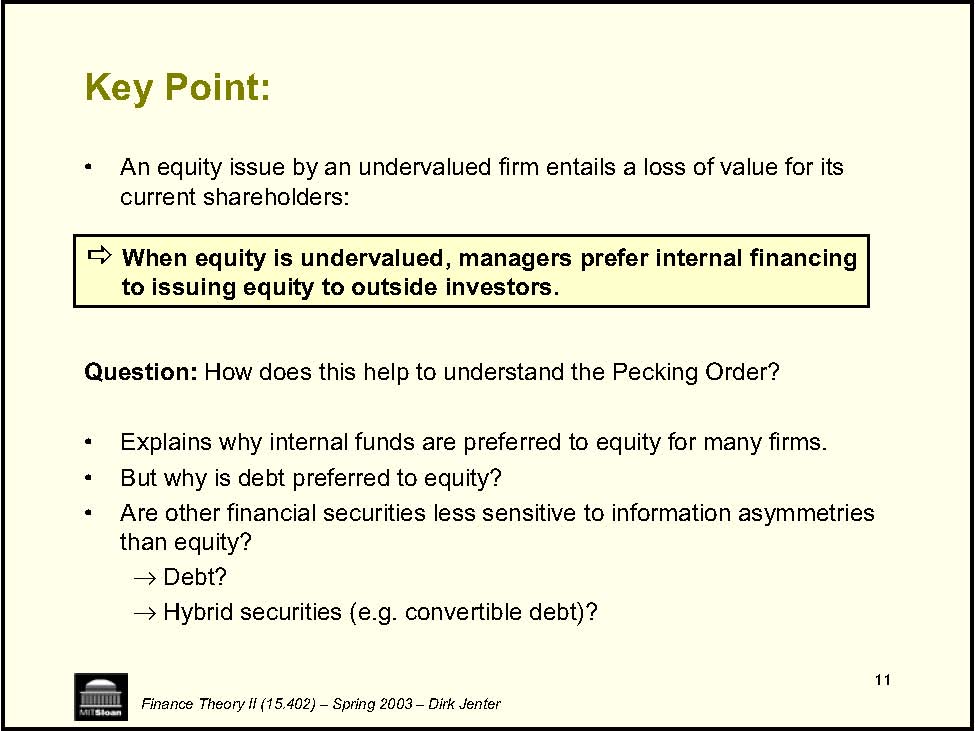 Key Point:
• An equity issue by an undervalued firm entails a loss of value for its
current shareholders:
⇨ When equity is undervalued, managers prefer internal financing
to issuing equity to outside investors.
Question: How does this help to understand the Pecking Order?
• Explains why internal funds are preferred to equity for many firms.
• But why is debt preferred to equity?
• Are other financial securities less sensitive to information asymmetries
than equity?
→ Debt?
→ Hybrid securities (e.g. convertible debt)?
11
MITSloan
Finance Theory II (15.402) – Spring 2003 – Dirk Jenter